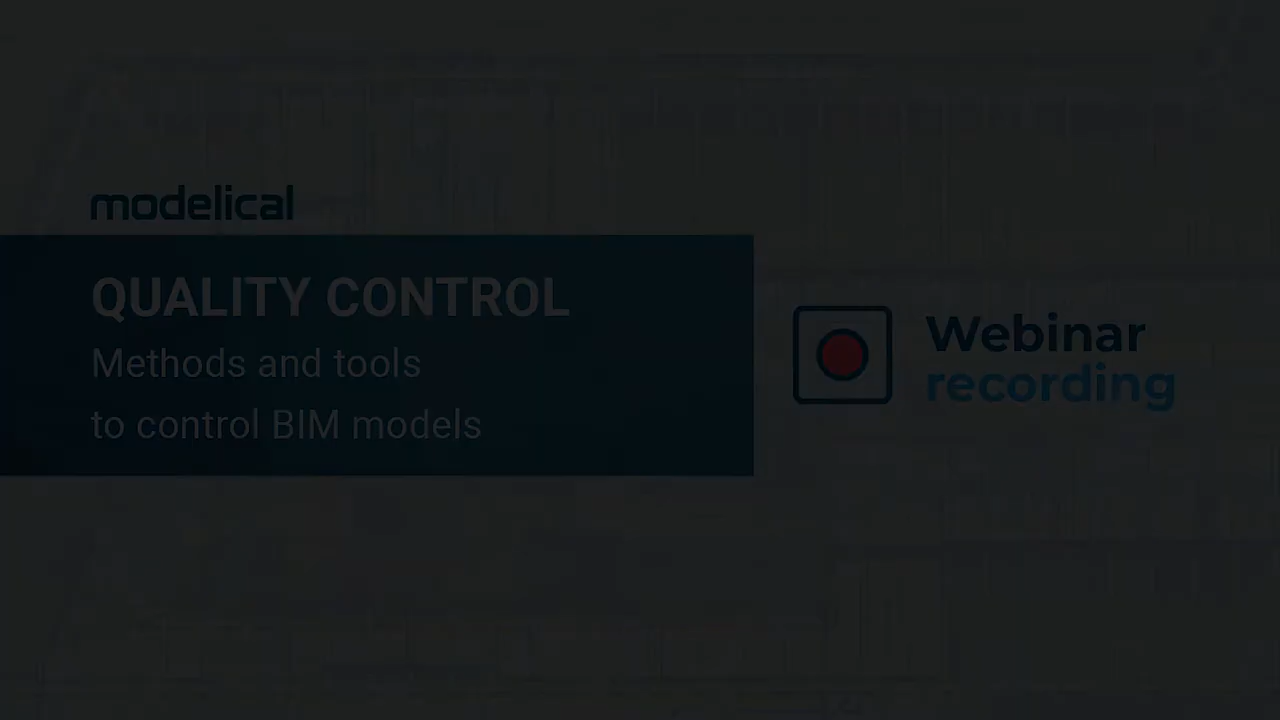 modelical
QUALITY CONTROL
Methods and tools
to control BIM models
Webinar
recording